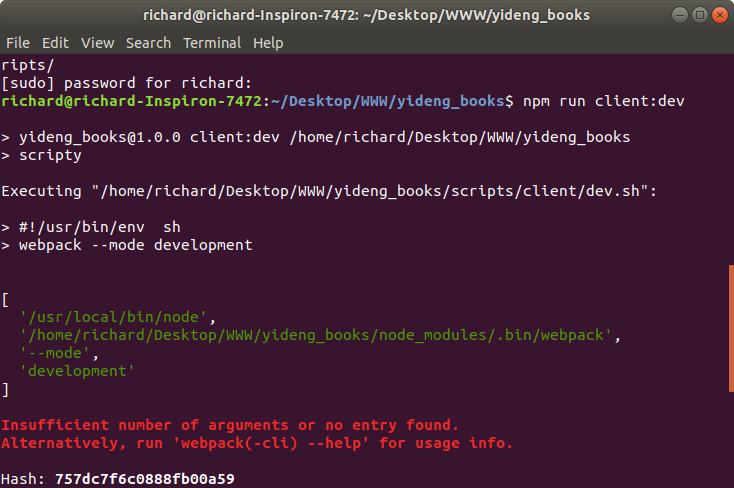 richard@richard-Inspiron-7472: ~/Desktop/WWW/yideng_books
File Edit View Search Terminal Help
ripts/
[sudo] password for richard:
richard@richard-Inspiron-7472:~/Desktop/WWW/yideng_books$ npm run client:dev
> yideng_books@1.0.0 client:dev /home/richard/Desktop/WWW/yideng_books
> scripty
Executing "/home/richard/Desktop/WWW/yideng_books/scripts/client/dev.sh":
> #!/usr/bin/env  sh
> webpack --mode development
[
  '/usr/local/bin/node',
  '/home/richard/Desktop/WWW/yideng_books/node_modules/.bin/webpack',
  '--mode',
  'development'
]
Insufficient number of arguments or no entry found.
Alternatively, run 'webpack(-cli) --help' for usage info.
Hash: 757dc7f6c0888fb00a59